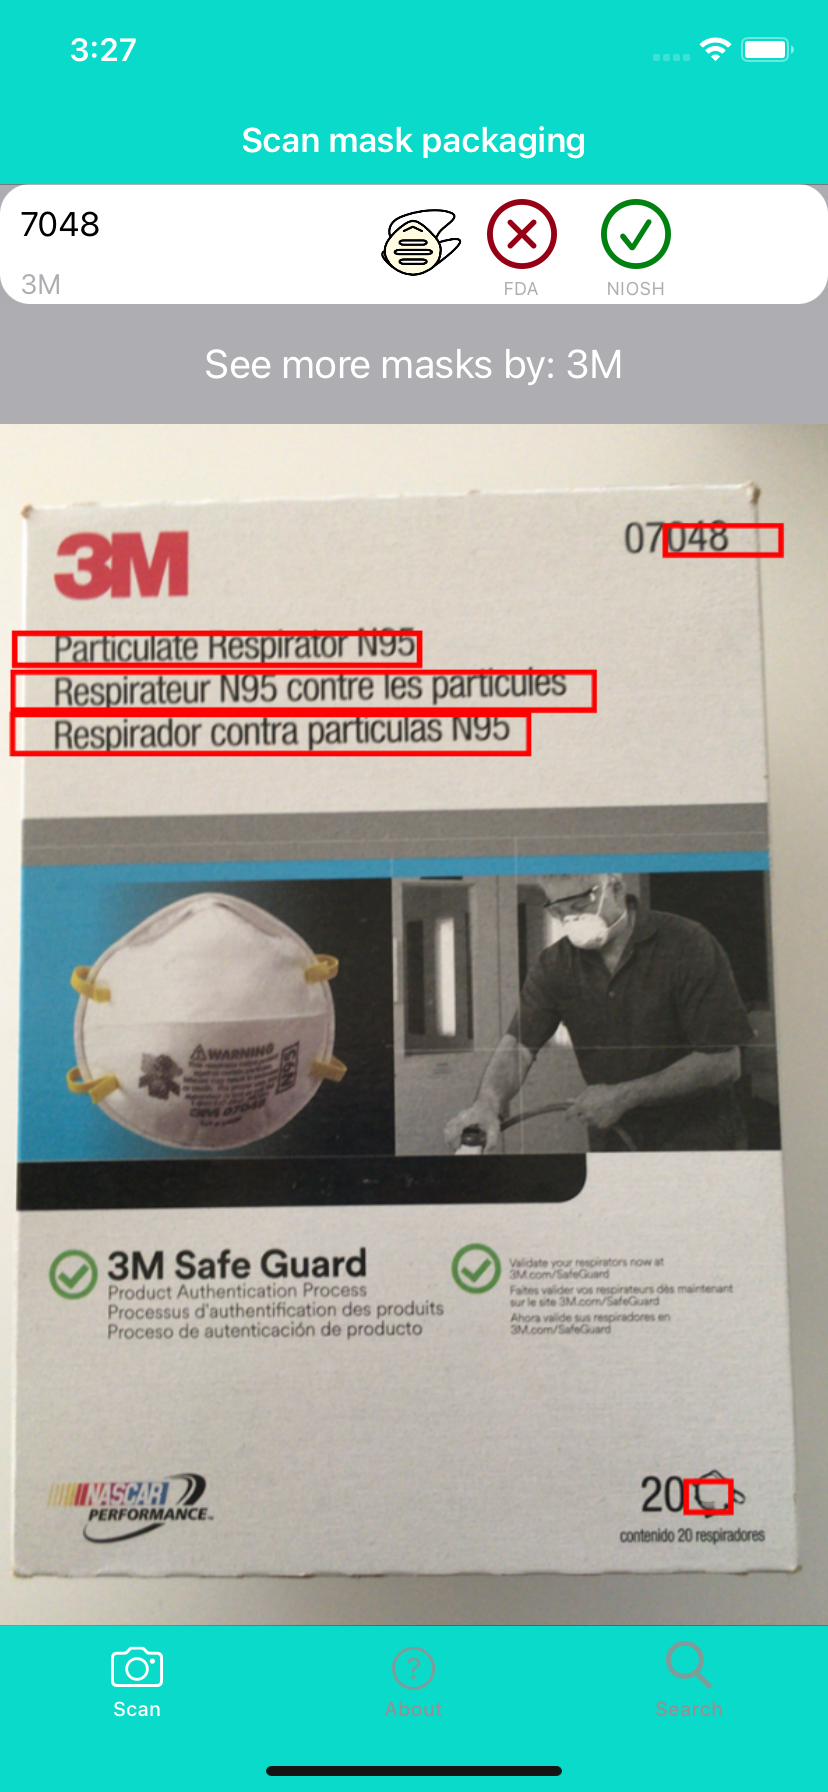 3:27
Scan mask packaging
7048
3M
FDA
NIOSH
See more masks by: 3M
3M
07048
Particulate Respirator N95
Respirateur N95 contre les particules
Respirador contra partículas N95
WARNING
N95
3M 07048
3M Safe Guard
Product Authentication Process
Processus d'authentification des produits
Proceso de autenticación de producto
Validate your respirators now at
3M.com/SafeGuard
Faites valider vos respirateurs dès maintenant
sur le site 3M.com/SafeGuard
Ahora valide sus respiradores en
3M.com/SafeGuard
NASCAR
PERFORMANCE
20
contenido 20 respiradores
Scan
?
About
Search